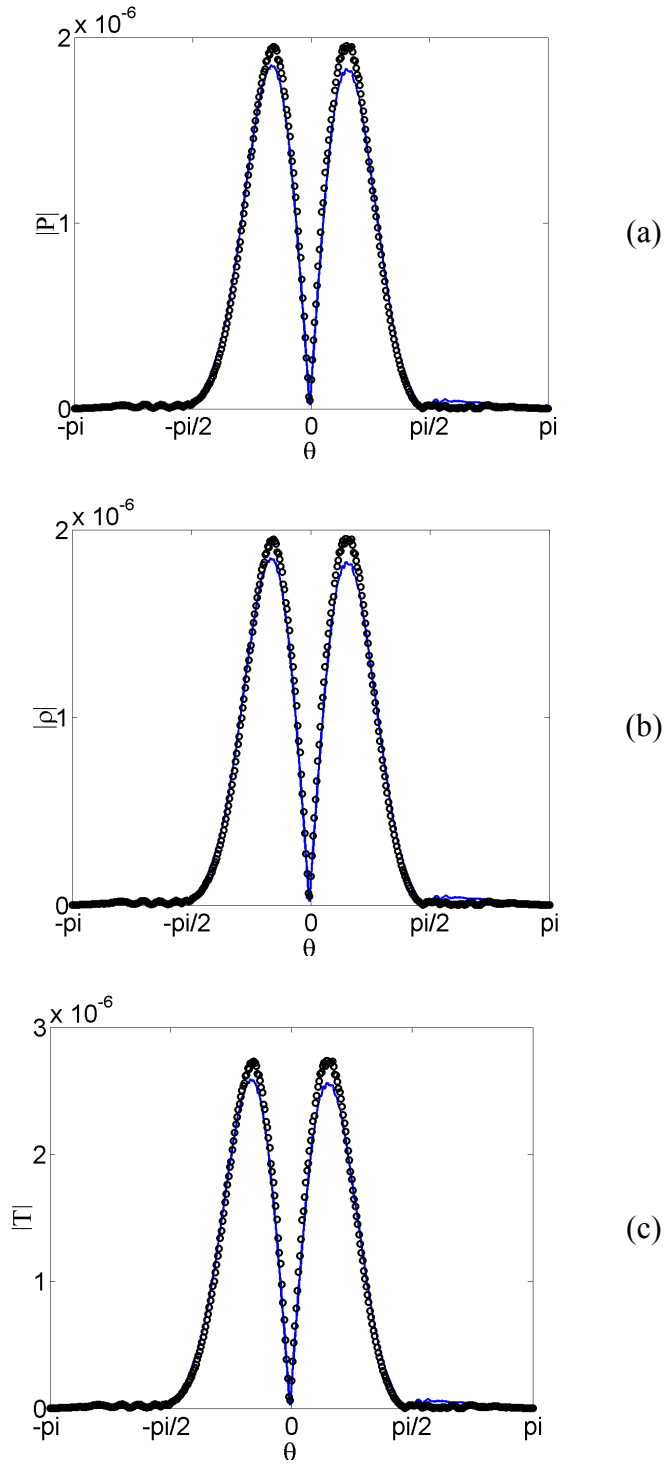 2 x 10^-6
1
0
|P|
-pi -pi/2 0 pi/2 pi
θ
(a)
2 x 10^-6
1
0
|ρ|
-pi -pi/2 0 pi/2 pi
θ
(b)
3 x 10^-6
2
1
0
|T|
-pi -pi/2 0 pi/2 pi
θ
(c)